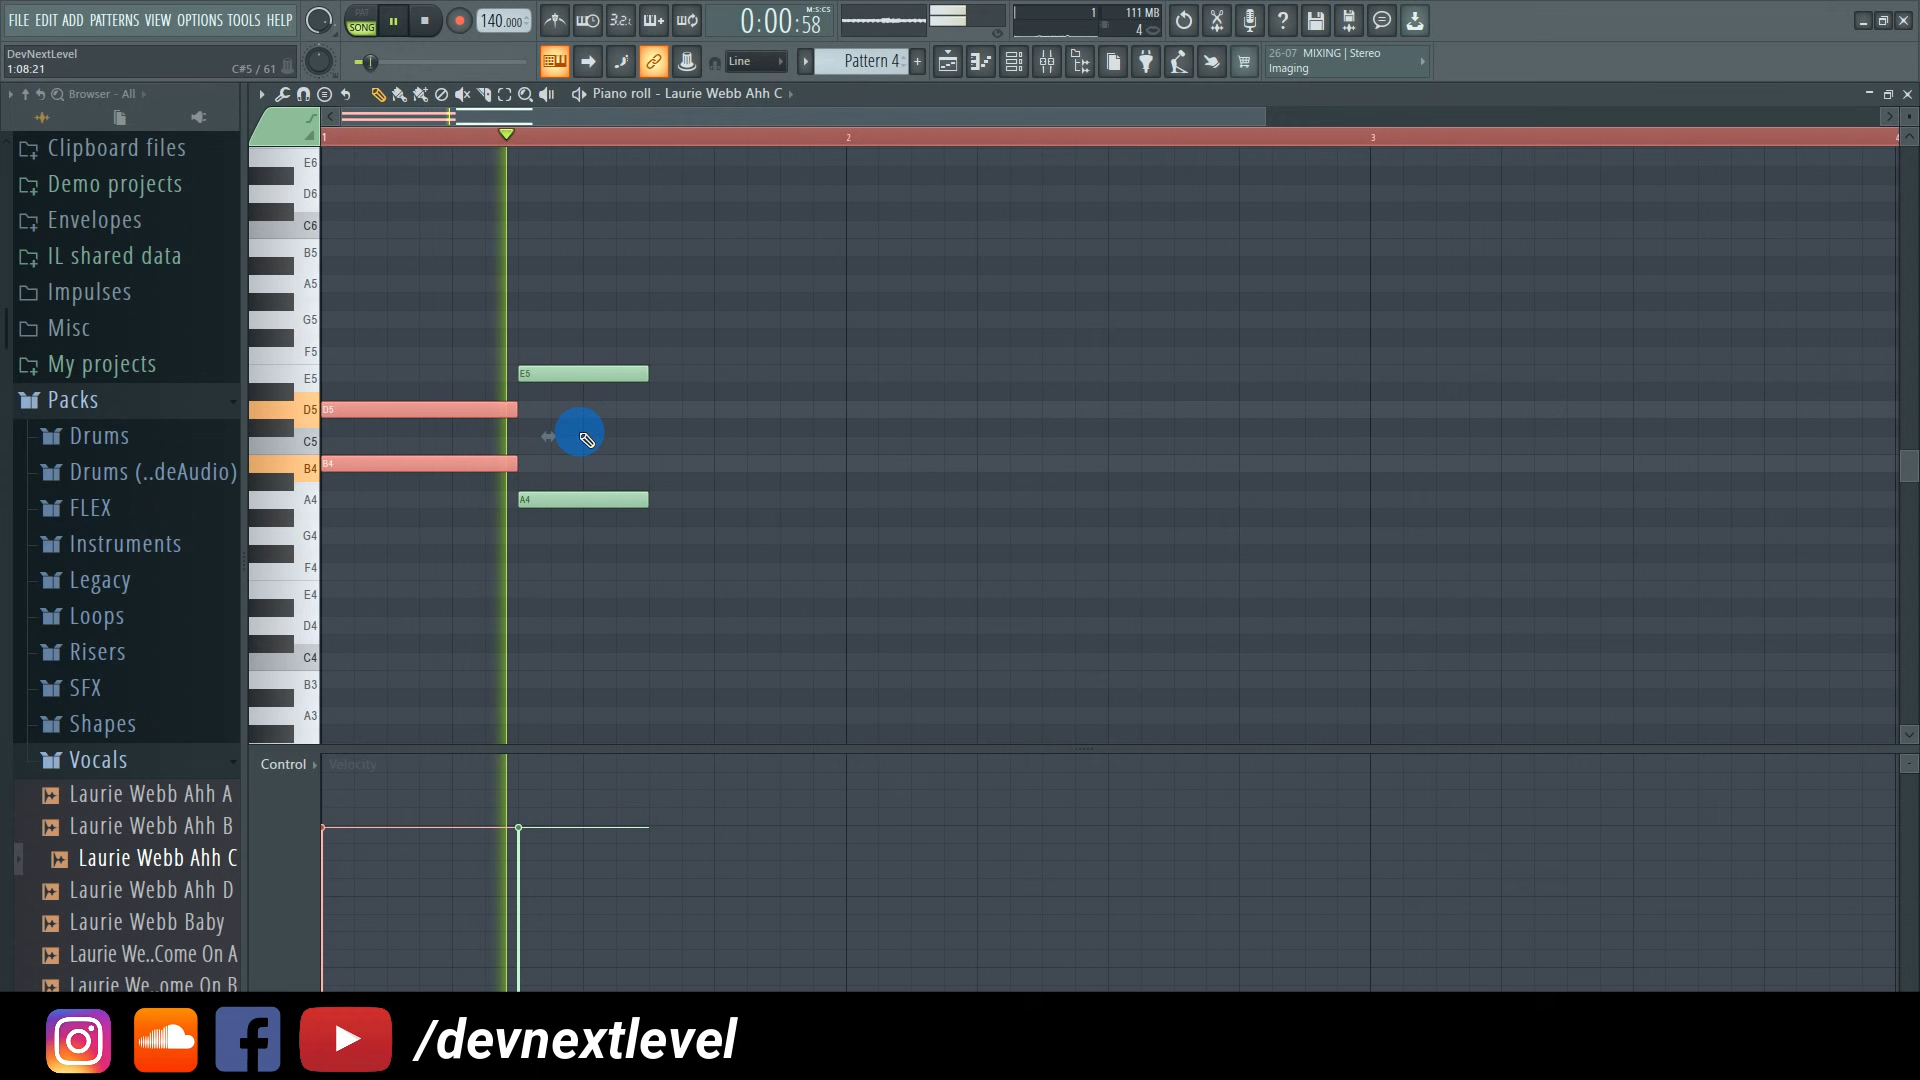 FILE EDIT ADD PATTERNS VIEW OPTIONS TOOLS HELP
PAT
SONG
140.000
3.2.
0:00:58
M:S:CS
1
111 MB
4
DevNextLevel
1:08:21
C#5 / 61
Line
Pattern 4
26-07 MIXING | Stereo
Imaging
Browser - All
Piano roll - Laurie Webb Ahh C
Clipboard files
Demo projects
Envelopes
IL shared data
Impulses
Misc
My projects
Packs
Drums
Drums (..deAudio)
FLEX
Instruments
Legacy
Loops
Risers
SFX
Shapes
Vocals
Laurie Webb Ahh A
Laurie Webb Ahh B
Laurie Webb Ahh C
Laurie Webb Ahh D
Laurie Webb Baby
Laurie We..Come On A
Laurie We..ome On B
1
2
3
4
E6
D6
C6
B5
A5
G5
F5
E5
D5
C5
B4
A4
G4
F4
E4
D4
C4
B3
A3
E5
D5
B4
A4
Control
Velocity
/devnextlevel